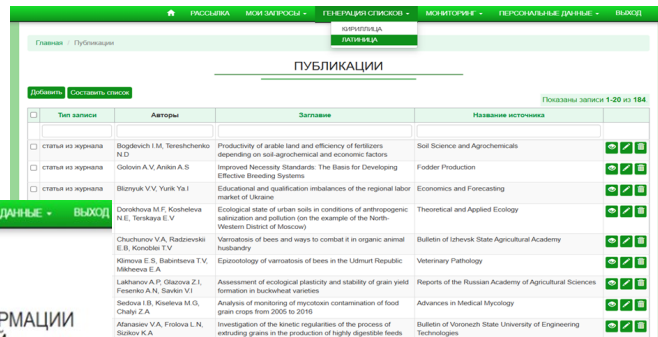 РАССЫЛКА МОИ ЗАПРОСЫ ГЕНЕРАЦИЯ СПИСКОВ МОНИТОРИНГ ПЕРСОНАЛЬНЫЕ ДАННЫЕ ВЫХОД
КИРИЛЛИЦА
ЛАТИНИЦА
Главная / Публикации
ПУБЛИКАЦИИ
Добавить Составить список
Показаны записи 1-20 из 184.
Тип записи Авторы Заглавие Название источника
статья из журнала Bogdevich I.M, Tereshchenko N.D Productivity of arable land and efficiency of fertilizers depending on soil-agrochemical and economic factors Soil Science and Agrochemicals
статья из журнала Golovin A.V, Anikin A.S Improved Necessity Standards: The Basis for Developing Effective Breeding Systems Fodder Production
статья из журнала Bliznyuk V.V, Yurik Ya.I Educational and qualification imbalances of the regional labor market of Ukraine Economics and Forecasting
Dorokhova M.F, Kosheleva N.E, Terskaya E.V Ecological state of urban soils in conditions of anthropogenic salinization and pollution (on the example of the North-Western District of Moscow) Theoretical and Applied Ecology
ДАННЫЕ ВЫХОД
Chuchunov V.A, Radzievskii E.B, Konoblei T.V Varroatosis of bees and ways to combat it in organic animal husbandry Bulletin of Izhevsk State Agricultural Academy
Klimova E.S, Babintseva T.V, Mikheeva E.A Epizootology of varroatosis of bees in the Udmurt Republic Veterinary Pathology
Lakhanov A.P, Glazova Z.I, Fesenko A.N, Savkin V.I Assessment of ecological plasticity and stability of grain yield formation in buckwheat varieties Reports of the Russian Academy of Agricultural Sciences
Sedova I.B, Kiseleva M.G, Chalyi Z.A Analysis of monitoring of mycotoxin contamination of food grain crops from 2005 to 2016 Advances in Medical Mycology
РМАЦИИ
Afanasiev V.A, Frolova L.N, Sizikov K.A Investigation of the kinetic regularities of the process of extruding grains in the production of highly digestible feeds Bulletin of Voronezh State University of Engineering Technologies